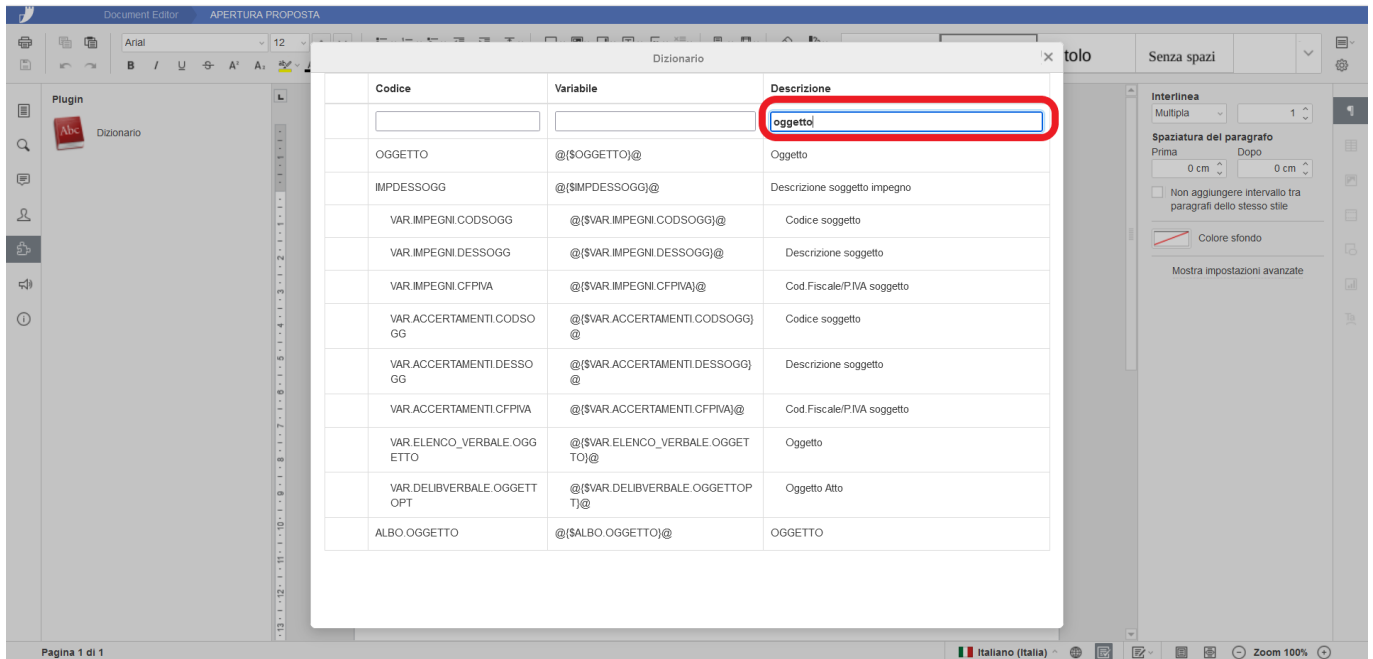 Document Editor APERTURA PROPOSTA
Arial 12
B I U A² A₂ tolo Senza spazi
Dizionario
Plugin
Abc Dizionario
Codice Variabile Descrizione
oggetto
OGGETTO @{$OGGETTO}@ Oggetto
IMPDESSOGG @{$IMPDESSOGG}@ Descrizione soggetto impegno
VAR.IMPEGNI.CODSOGG @{$VAR.IMPEGNI.CODSOGG}@ Codice soggetto
VAR.IMPEGNI.DESSOGG @{$VAR.IMPEGNI.DESSOGG}@ Descrizione soggetto
VAR.IMPEGNI.CFPIVA @{$VAR.IMPEGNI.CFPIVA}@ Cod.Fiscale/P.IVA soggetto
VAR.ACCERTAMENTI.CODSO @{$VAR.ACCERTAMENTI.CODSOGG} Codice soggetto
GG @
VAR.ACCERTAMENTI.DESSO @{$VAR.ACCERTAMENTI.DESSOGG} Descrizione soggetto
GG @
VAR.ACCERTAMENTI.CFPIVA @{$VAR.ACCERTAMENTI.CFPIVA}@ Cod.Fiscale/P.IVA soggetto
VAR.ELENCO_VERBALE.OGG @{$VAR.ELENCO_VERBALE.OGGET Oggetto
ETTO TO}@
VAR.DELIBVERBALE.OGGETT @{$VAR.DELIBVERBALE.OGGETTOP Oggetto Atto
OPT T}@
ALBO.OGGETTO @{$ALBO.OGGETTO}@ OGGETTO
Interlinea
Multipla 1
Spaziatura del paragrafo
Prima Dopo
0 cm 0 cm
Non aggiungere intervallo tra
paragrafi dello stesso stile
Colore sfondo
Mostra impostazioni avanzate
Pagina 1 di 1 Italiano (Italia) Zoom 100%